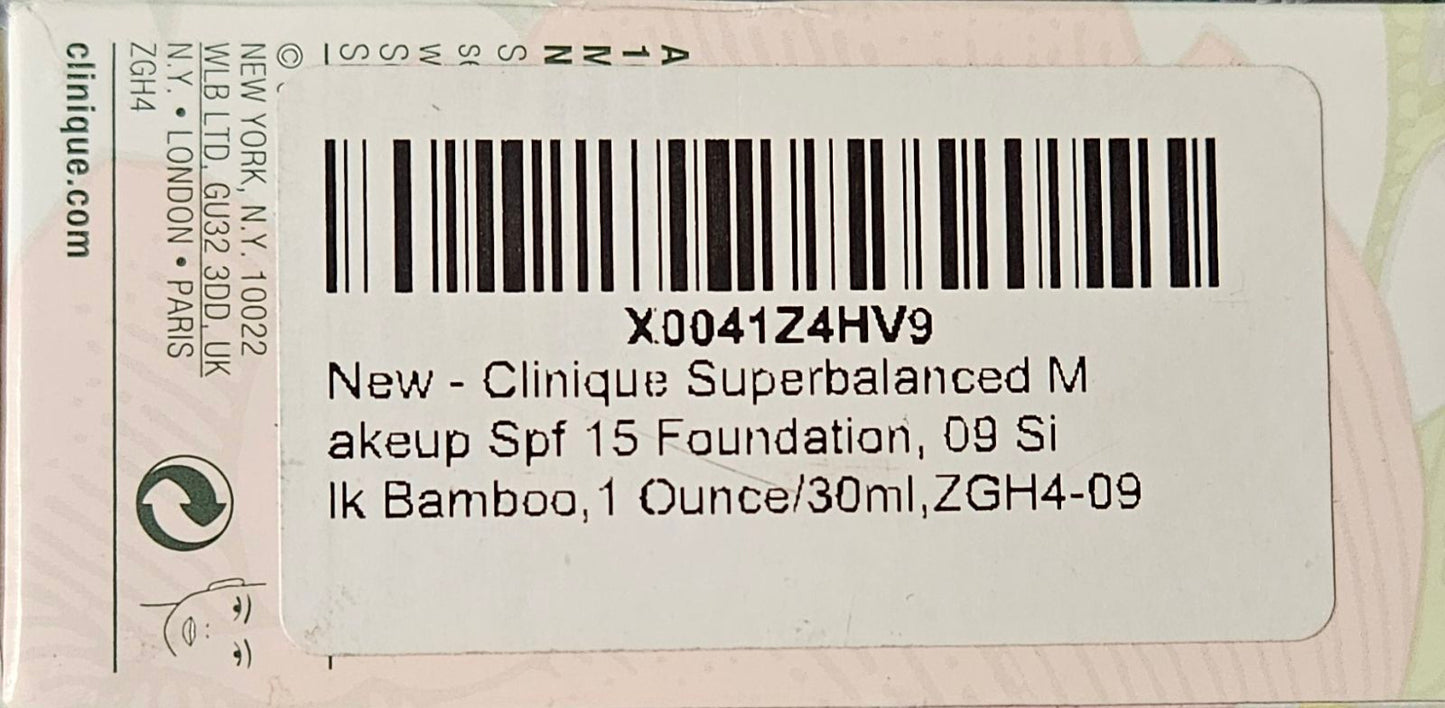 X0041Z4HV9
New - Clinique Superbalanced M
akeup Spf 15 Foundation, 09 Si
lk Bamboo,1 Ounce/30ml,ZGH4-09
NEW YORK, N.Y. 10022
WLB LTD, GU32 3DD, UK
N.Y. • LONDON • PARIS
ZGH4
clinique.com